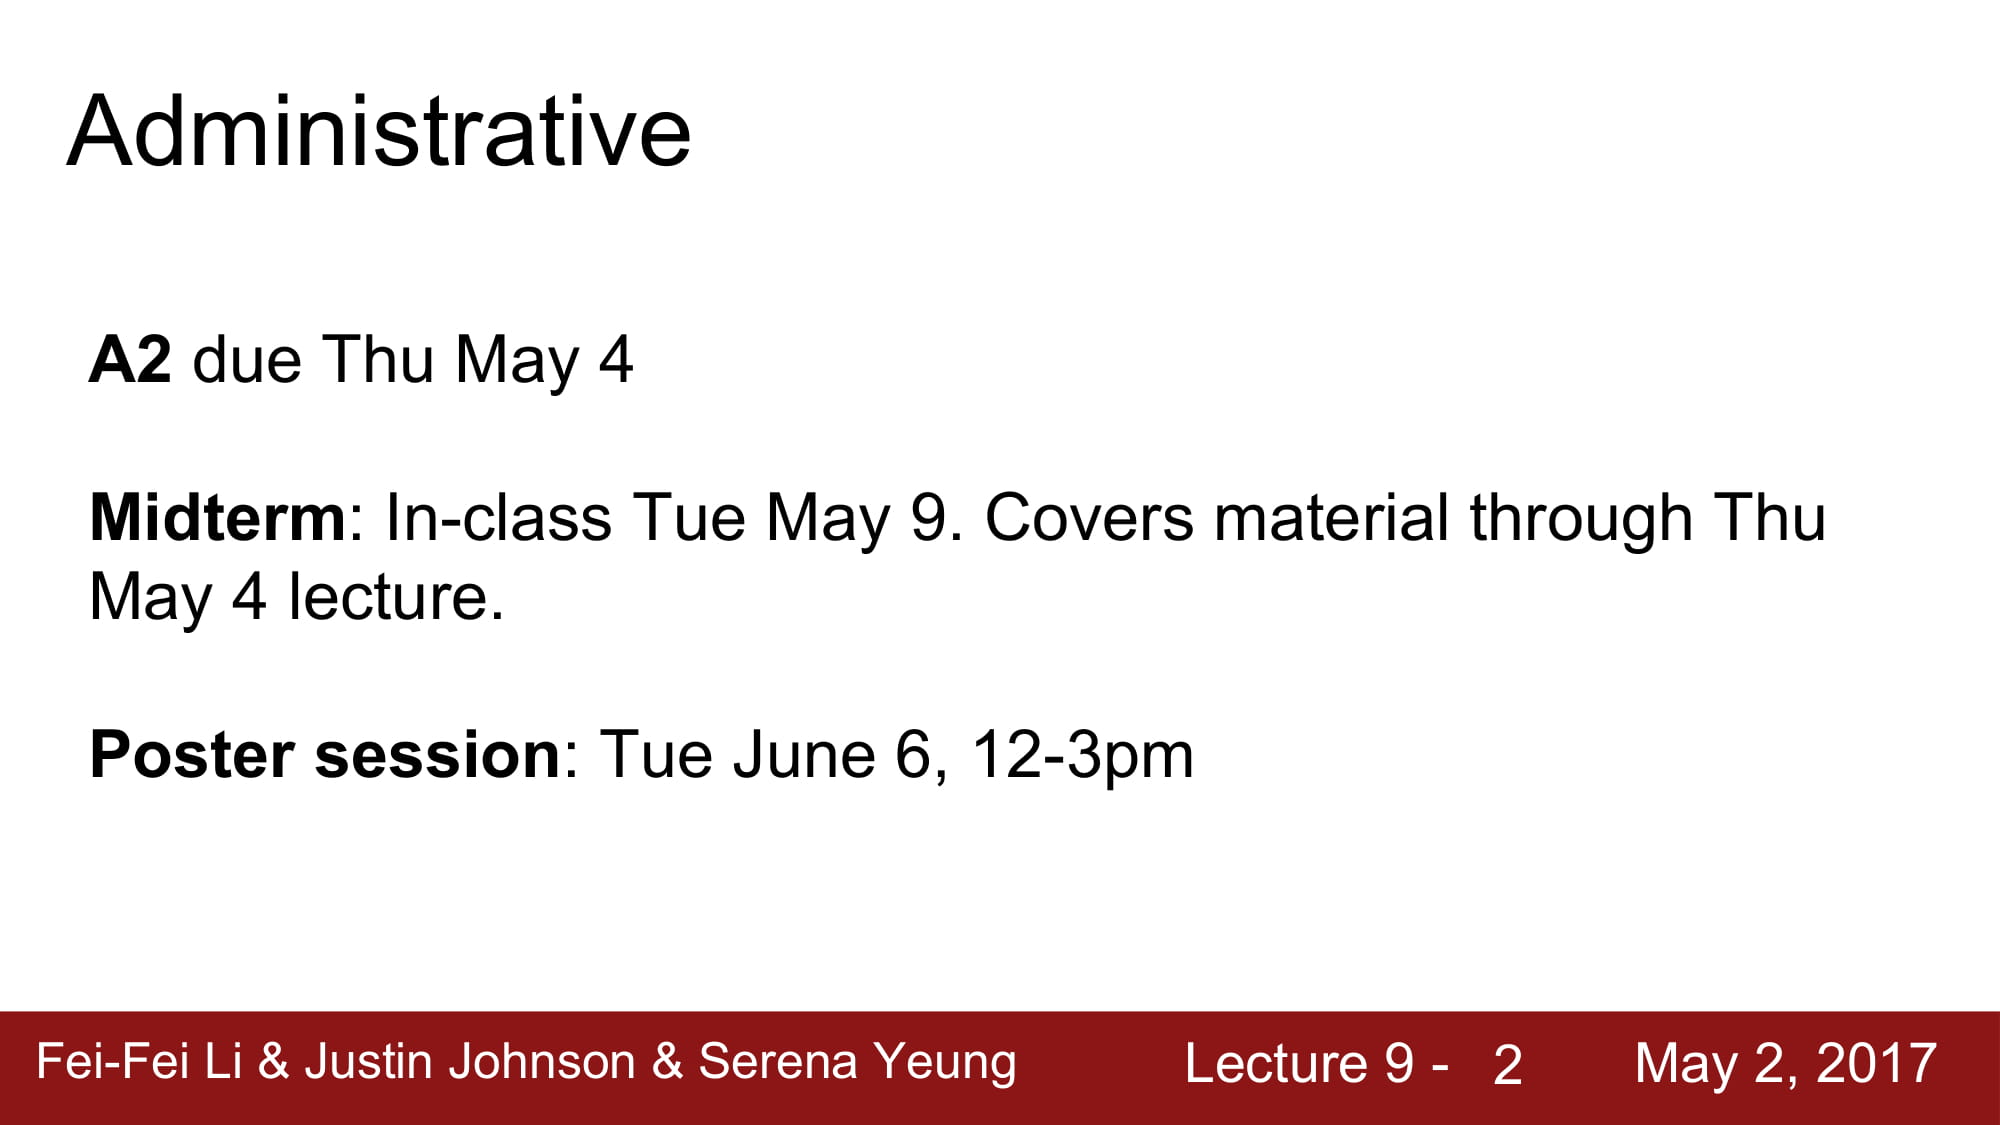 Administrative
A2 due Thu May 4
Midterm: In-class Tue May 9. Covers material through Thu
May 4 lecture.
Poster session: Tue June 6, 12-3pm
Fei-Fei Li & Justin Johnson & Serena Yeung
Lecture 9 - 2
May 2, 2017